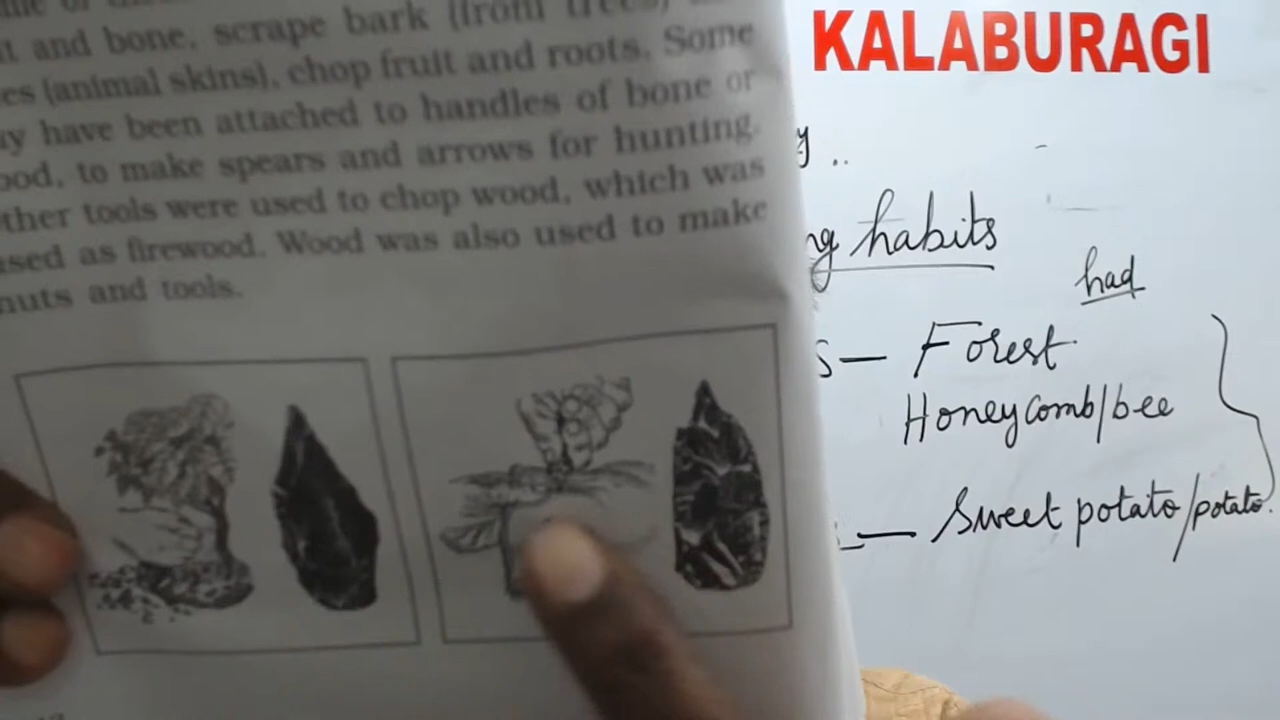 t and bone, scrape bark (from trees)
es (animal skins), chop fruit and roots. Some
ay have been attached to handles of bone or
ood, to make spears and arrows for hunting.
ther tools were used to chop wood, which was
used as firewood. Wood was also used to make
huts and tools.
KALABURAGI
ng habits
had
s — Forest
Honeycomb/bee
s — Sweet potato/potato.